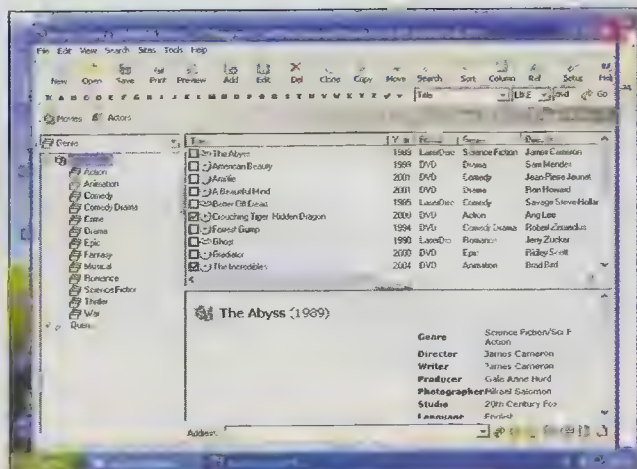 File Edit View Search Sites Tools Help
New Open Save Print Preview Add Edit Del Clone Copy Move Search Sort Column Ref Setup Help
A B C D E F G H I J K L M N O P Q R S T U V W X Y Z Title LIKE and Go
Movies Actors
Genre
Action
Animation
Comedy
Comedy Drama
Crime
Drama
Epic
Fantasy
Musical
Romance
Science Fiction
Thriller
War
The Abyss 1989 LaserDisc Science Fiction James Cameron
American Beauty 1999 DVD Drama Sam Mendes
Amélie 2001 DVD Comedy Jean-Pierre Jeunet
A Beautiful Mind 2001 DVD Drama Ron Howard
Better Off Dead 1985 LaserDisc Comedy Savage Steve Hollan
Crouching Tiger Hidden Dragon 2000 DVD Action Ang Lee
Forrest Gump 1994 DVD Comedy Drama Robert Zemeckis
Ghost 1990 LaserDisc Romance Jerry Zucker
Gladiator 2000 DVD Epic Ridley Scott
The Incredibles 2004 DVD Animation Brad Bird
The Abyss (1989)
Genre Science Fiction/Sci-F
Action
Director James Cameron
Writer James Cameron
Producer Gale Anne Hurd
Photographer Mikael Salomon
Studio 20th Century Fox
Language English
Address: